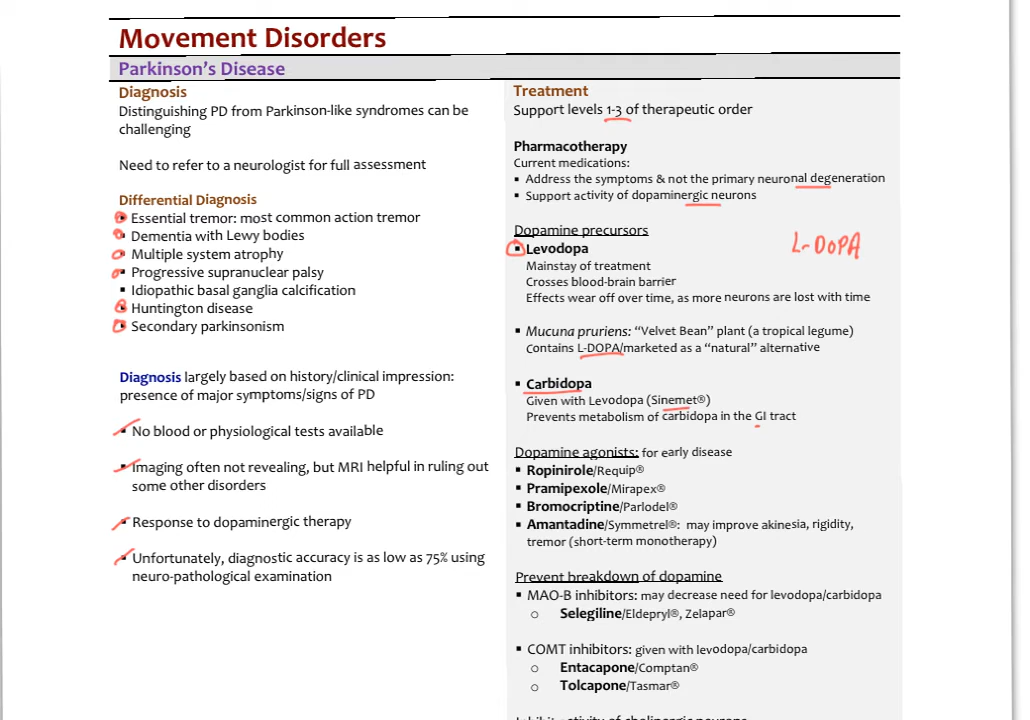 Movement Disorders
Parkinson's Disease
Diagnosis
Distinguishing PD from Parkinson-like syndromes can be
challenging
Need to refer to a neurologist for full assessment
Differential Diagnosis
▪ Essential tremor: most common action tremor
▪ Dementia with Lewy bodies
▪ Multiple system atrophy
▪ Progressive supranuclear palsy
▪ Idiopathic basal ganglia calcification
▪ Huntington disease
▪ Secondary parkinsonism
Diagnosis largely based on history/clinical impression:
presence of major symptoms/signs of PD
▪ No blood or physiological tests available
▪ Imaging often not revealing, but MRI helpful in ruling out
some other disorders
▪ Response to dopaminergic therapy
▪ Unfortunately, diagnostic accuracy is as low as 75% using
neuro-pathological examination
Treatment
Support levels 1-3 of therapeutic order
Pharmacotherapy
Current medications:
▪ Address the symptoms & not the primary neuronal degeneration
▪ Support activity of dopaminergic neurons
Dopamine precursors
▪ Levodopa
L-DOPA
Mainstay of treatment
Crosses blood-brain barrier
Effects wear off over time, as more neurons are lost with time
▪ Mucuna pruriens: "Velvet Bean" plant (a tropical legume)
Contains L-DOPA/marketed as a "natural" alternative
▪ Carbidopa
Given with Levodopa (Sinemet®)
Prevents metabolism of carbidopa in the GI tract
Dopamine agonists: for early disease
▪ Ropinirole/Requip®
▪ Pramipexole/Mirapex®
▪ Bromocriptine/Parlodel®
▪ Amantadine/Symmetrel®: may improve akinesia, rigidity,
tremor (short-term monotherapy)
Prevent breakdown of dopamine
▪ MAO-B inhibitors: may decrease need for levodopa/carbidopa
o Selegiline/Eldepryl®, Zelapar®
▪ COMT inhibitors: given with levodopa/carbidopa
o Entacapone/Comptan®
o Tolcapone/Tasmar®
Inhibit activity of cholinergic neurons